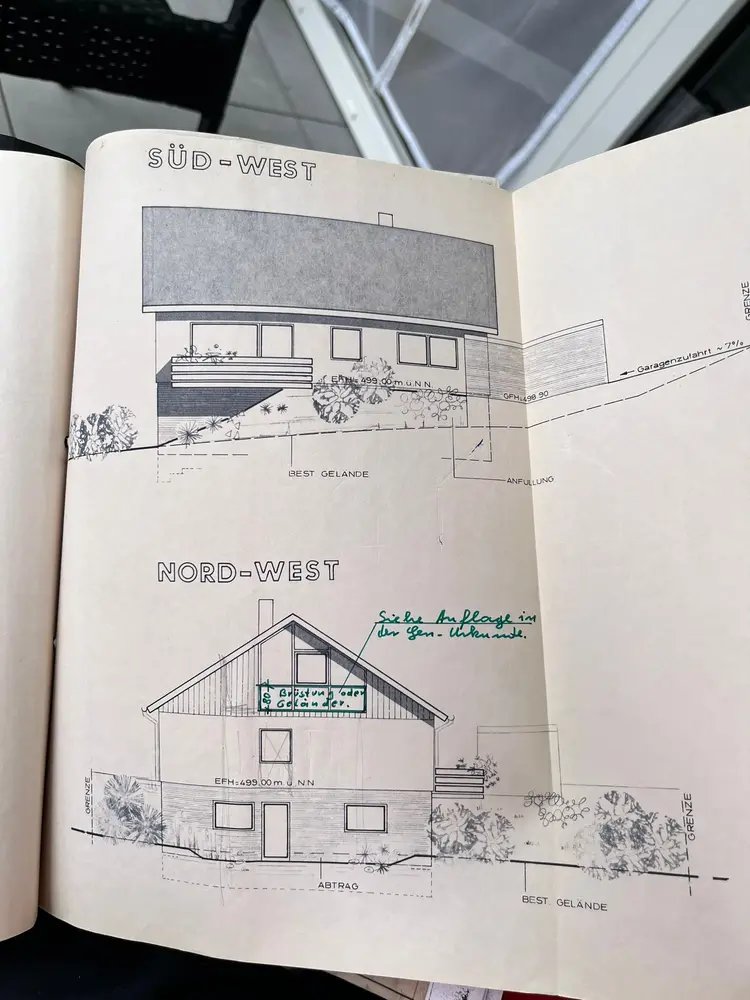 SÜD-WEST
GRENZE
Garagenzufahrt ~ 7%
EFH = 499,00 m.ü.N.N.
GFH = 498.90
BEST GELÄNDE
ANFÜLLUNG
NORD-WEST
Siehe Auflage in
der Gen-Urkunde.
Brüstung oder
Geländer.
EFH = 499,00 m.ü.N.N
GRENZE
GRENZE
ABTRAG
BEST. GELÄNDE